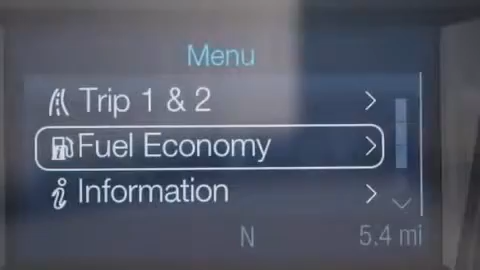 Menu
Trip 1 & 2
Fuel Economy
Information
N 5.4 mi